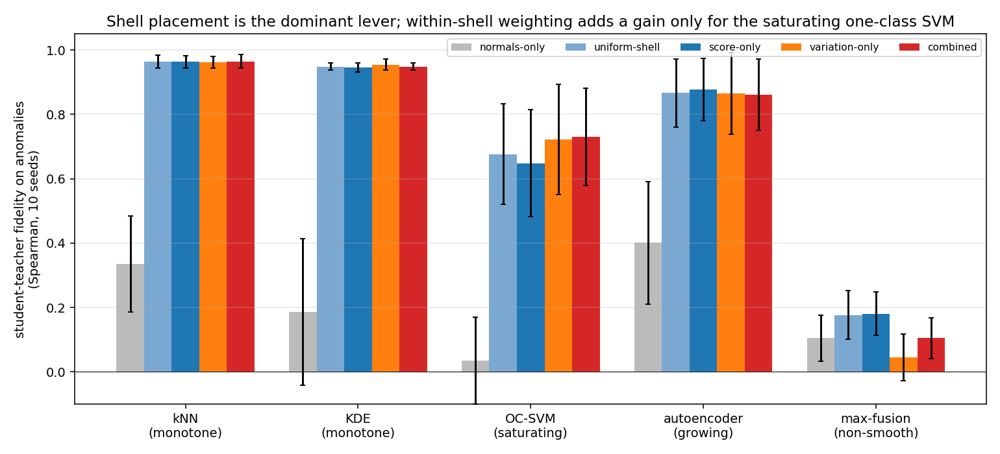 Shell placement is the dominant lever; within-shell weighting adds a gain only for the saturating one-class SVM
normals-only uniform-shell score-only variation-only combined
student-teacher fidelity on anomalies
(Spearman, 10 seeds)
1.0
0.8
0.6
0.4
0.2
0.0
kNN
(monotone)
KDE
(monotone)
OC-SVM
(saturating)
autoencoder
(growing)
max-fusion
(non-smooth)